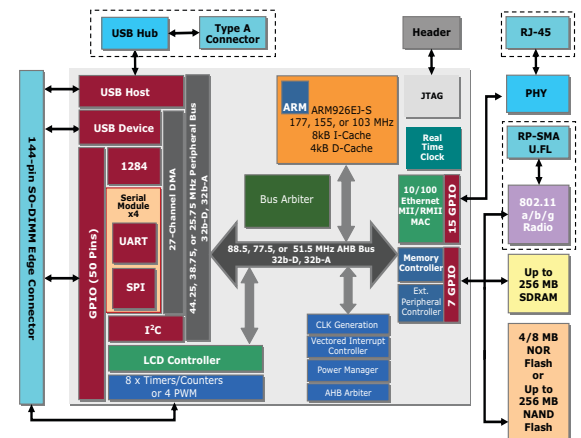 USB Hub
Type A
Connector
Header
RJ-45
USB Host
ARM
ARM926EJ-S
177, 155, or 103 MHz
8kB I-Cache
4kB D-Cache
JTAG
PHY
USB Device
Real
Time
Clock
RP-SMA
U.FL
144-pin SO-DIMM Edge Connector
GPIO (50 Pins)
1284
Serial
Module
x4
UART
SPI
I²C
27-Channel DMA
44.25, 38.75, or 25.75 MHz Peripheral Bus
32b-D, 32b-A
Bus Arbiter
10/100
Ethernet
MII/RMII
MAC
15 GPIO
802.11
a/b/g
Radio
88.5, 77.5, or 51.5 MHz AHB Bus
32b-D, 32b-A
Memory
Controller
Ext.
Peripheral
Controller
7 GPIO
Up to
256 MB
SDRAM
CLK Generation
Vectored Interrupt
Controller
Power Manager
AHB Arbiter
LCD Controller
8 x Timers/Counters
or 4 PWM
4/8 MB
NOR
Flash
or
Up to
256 MB
NAND
Flash